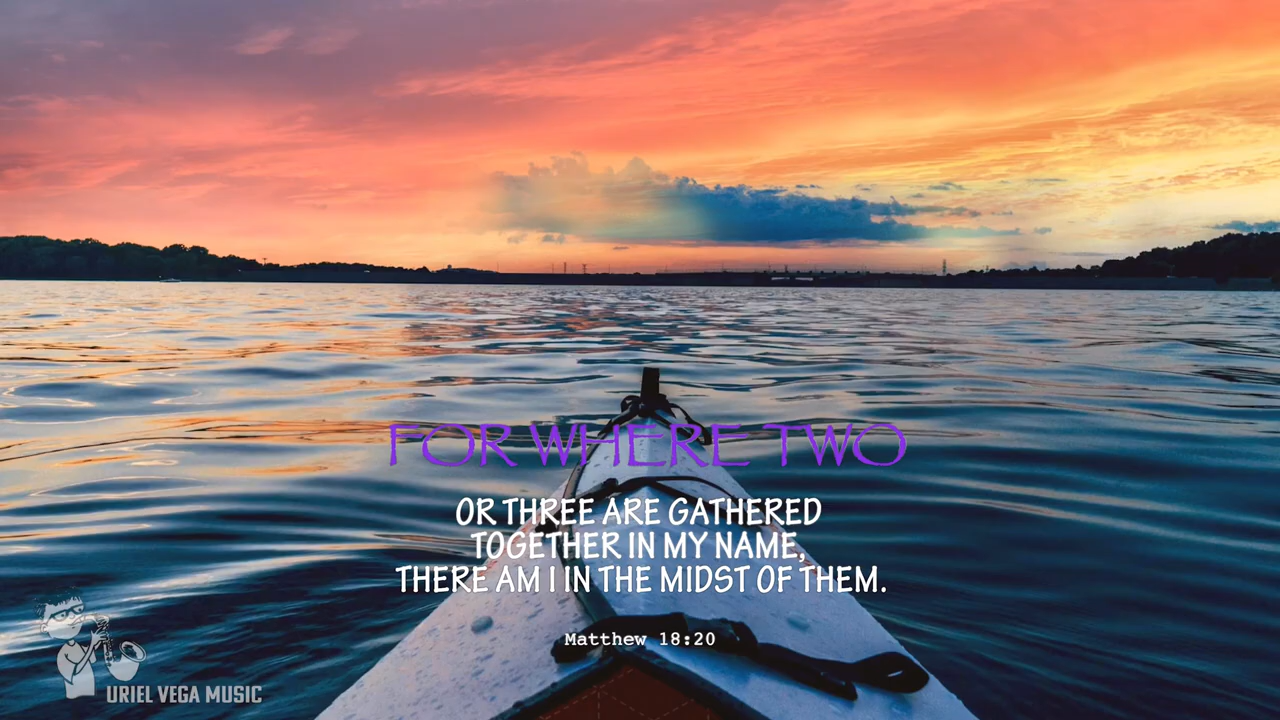 FOR WHERE TWO
OR THREE ARE GATHERED
TOGETHER IN MY NAME,
THERE AM I IN THE MIDST OF THEM.
Matthew 18:20
URIEL VEGA MUSIC